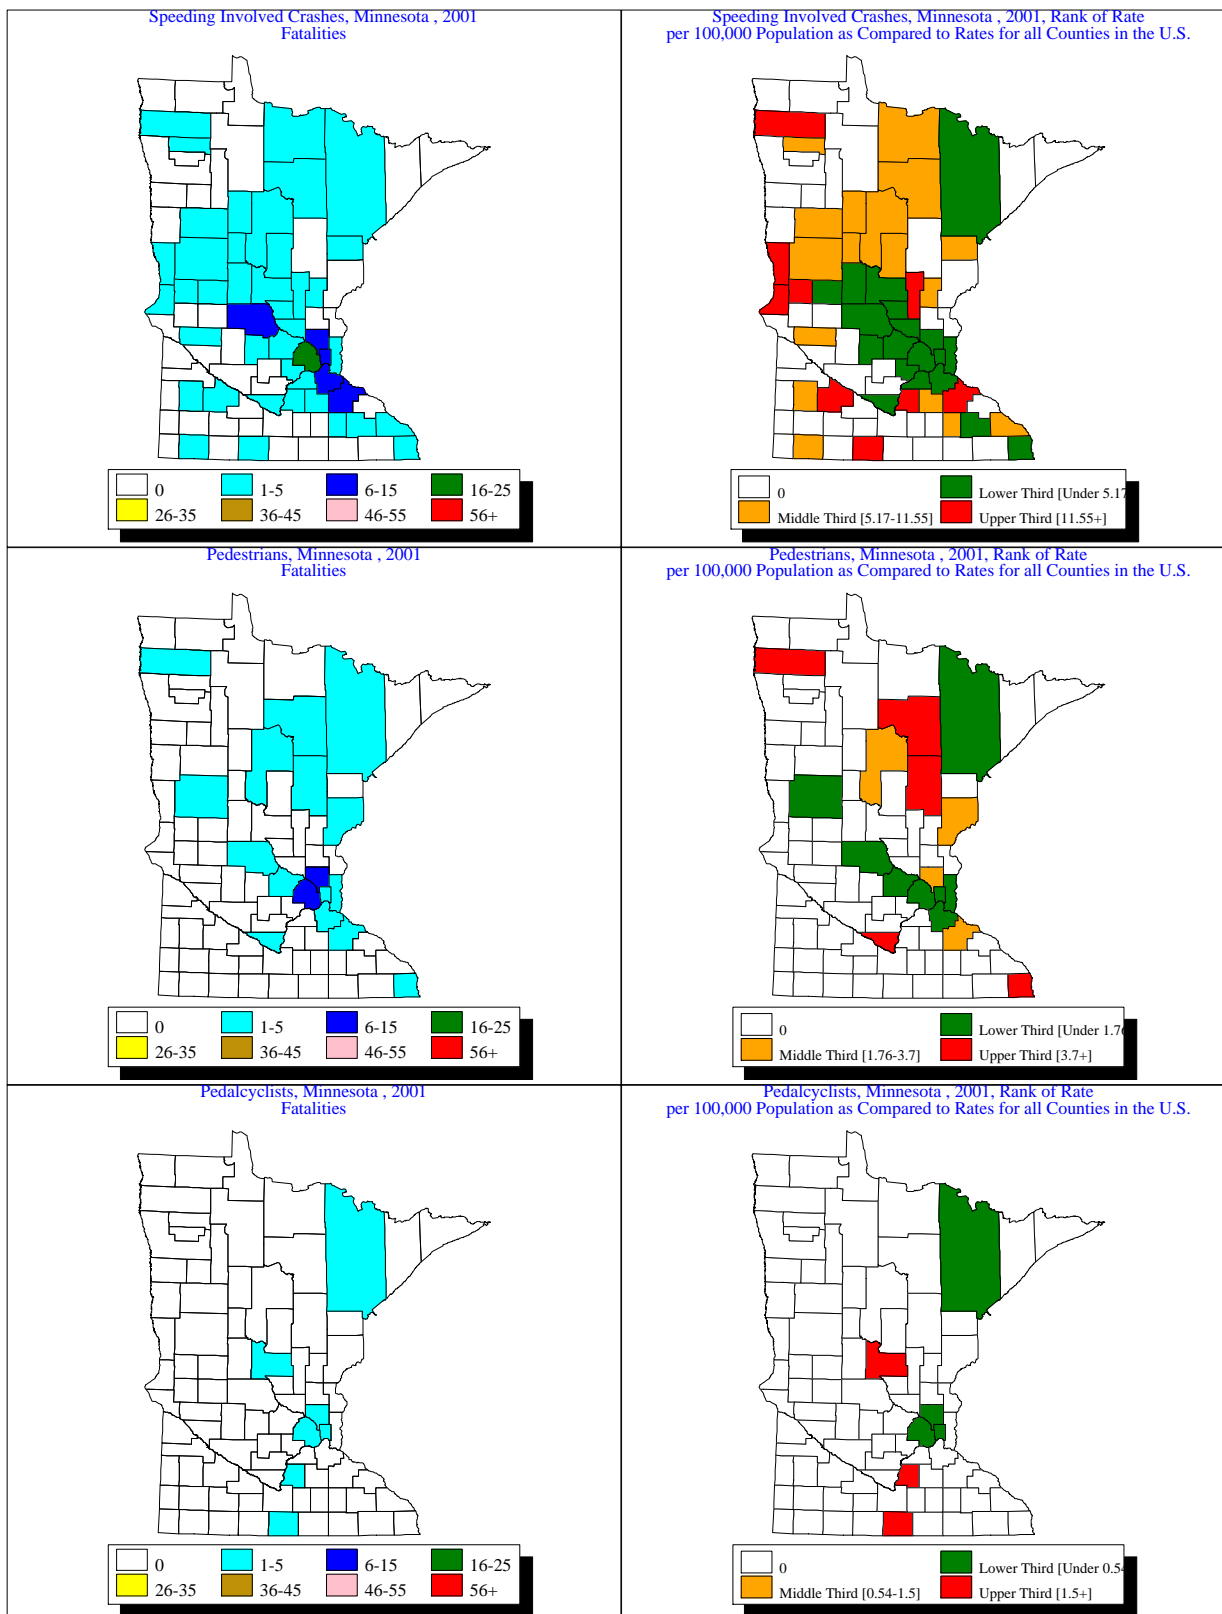 Speeding Involved Crashes, Minnesota , 2001
Fatalities
0
1-5
6-15
16-25
26-35
36-45
46-55
56+
Speeding Involved Crashes, Minnesota , 2001, Rank of Rate
per 100,000 Population as Compared to Rates for all Counties in the U.S.
0
Lower Third [Under 5.17
Middle Third [5.17-11.55]
Upper Third [11.55+]
Pedestrians, Minnesota , 2001
Fatalities
0
1-5
6-15
16-25
26-35
36-45
46-55
56+
Pedestrians, Minnesota , 2001, Rank of Rate
per 100,000 Population as Compared to Rates for all Counties in the U.S.
0
Lower Third [Under 1.76
Middle Third [1.76-3.7]
Upper Third [3.7+]
Pedalcyclists, Minnesota , 2001
Fatalities
0
1-5
6-15
16-25
26-35
36-45
46-55
56+
Pedalcyclists, Minnesota , 2001, Rank of Rate
per 100,000 Population as Compared to Rates for all Counties in the U.S.
0
Lower Third [Under 0.54
Middle Third [0.54-1.5]
Upper Third [1.5+]